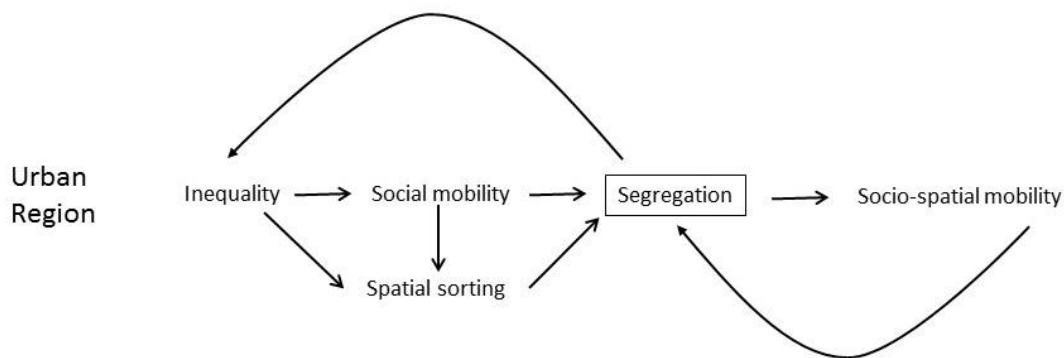 Urban
Region
Inequality
Social mobility
Segregation
Socio-spatial mobility
Spatial sorting